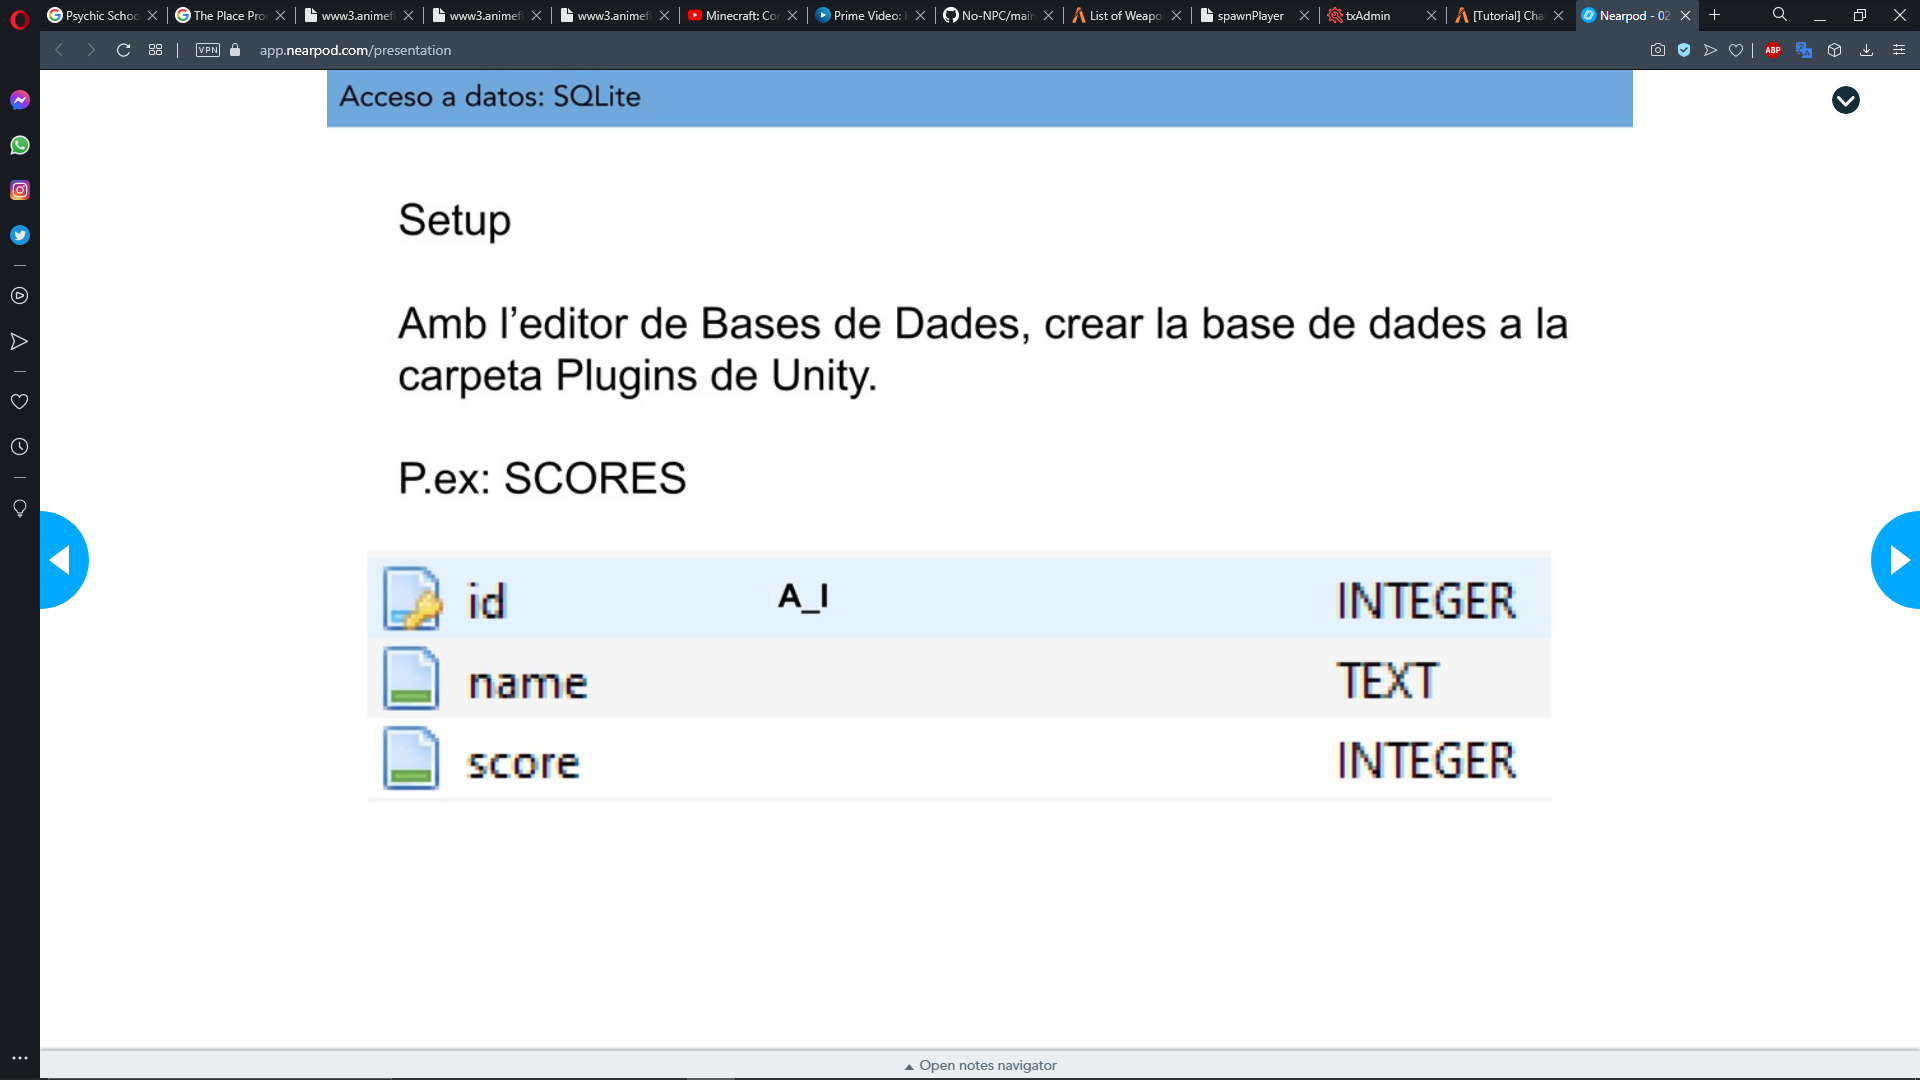 Psychic Schoo
The Place Pro
www3.animefl
www3.animefl
www3.animefl
Minecraft: Co
Prime Video:
No-NPC/main
List of Weapo
spawnPlayer
txAdmin
[Tutorial] Cha
Nearpod - 02
VPN
app.nearpod.com/presentation
ABP
Acceso a datos: SQLite
Setup
Amb l’editor de Bases de Dades, crear la base de dades a la
carpeta Plugins de Unity.
P.ex: SCORES
id A_I INTEGER
name TEXT
score INTEGER
Open notes navigator